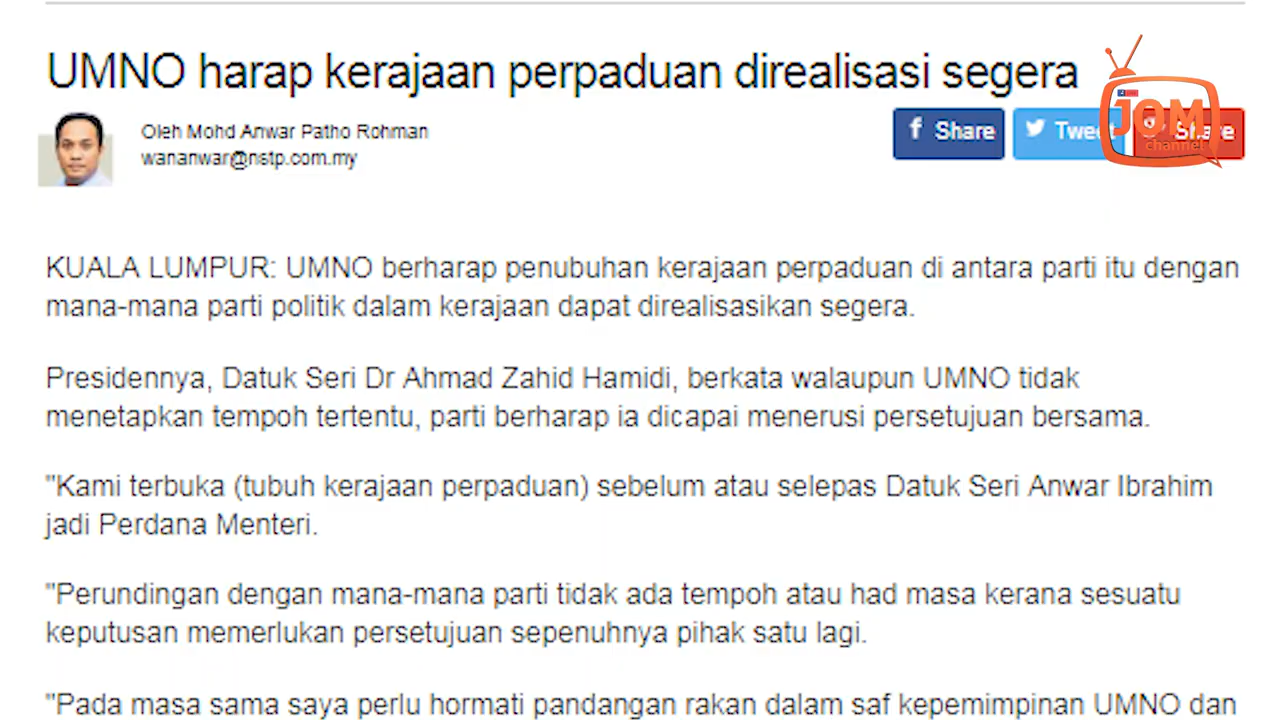 UMNO harap kerajaan perpaduan direalisasi segera
Oleh Mohd Anwar Patho Rohman
wananwar@nstp.com.my
Share
Tweet
Share
JOM
channel
KUALA LUMPUR: UMNO berharap penubuhan kerajaan perpaduan di antara parti itu dengan
mana-mana parti politik dalam kerajaan dapat direalisasikan segera.
Presidennya, Datuk Seri Dr Ahmad Zahid Hamidi, berkata walaupun UMNO tidak
menetapkan tempoh tertentu, parti berharap ia dicapai menerusi persetujuan bersama.
"Kami terbuka (tubuh kerajaan perpaduan) sebelum atau selepas Datuk Seri Anwar Ibrahim
jadi Perdana Menteri.
"Perundingan dengan mana-mana parti tidak ada tempoh atau had masa kerana sesuatu
keputusan memerlukan persetujuan sepenuhnya pihak satu lagi.
"Pada masa sama saya perlu hormati pandangan rakan dalam saf kepemimpinan UMNO dan